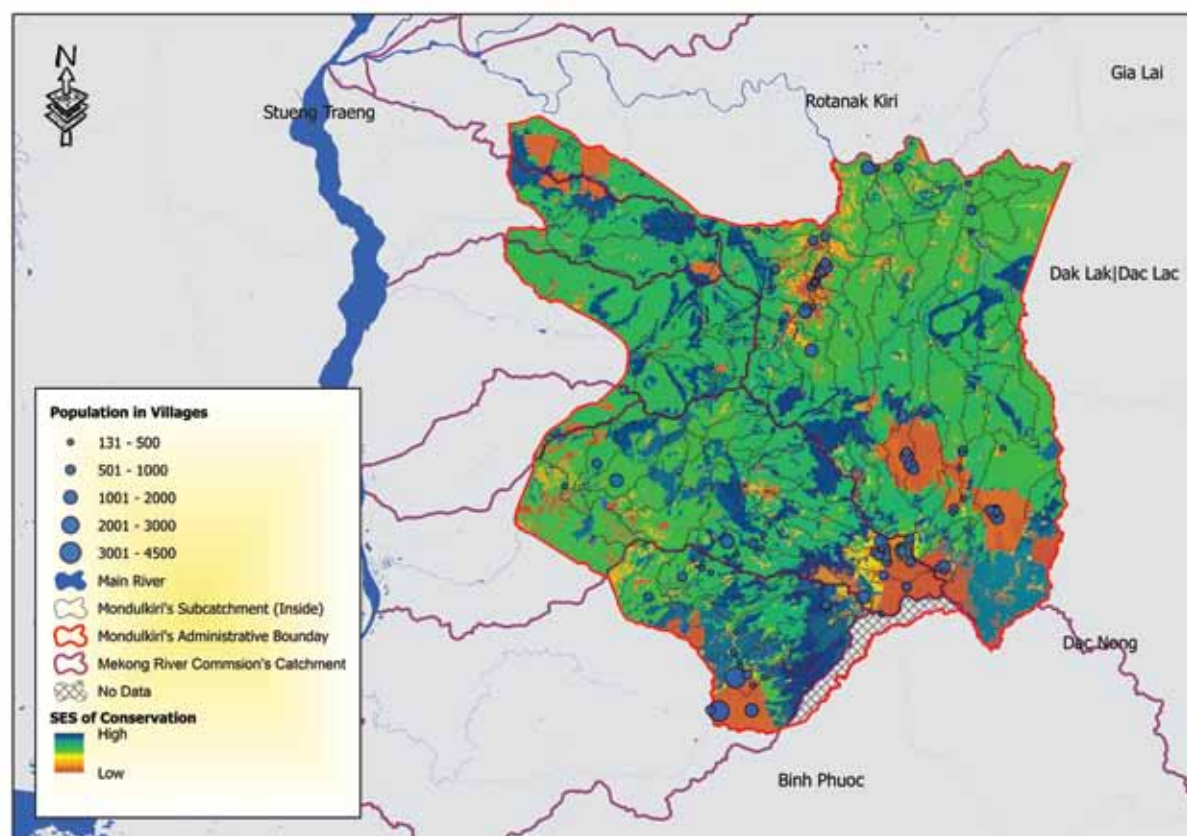 N
Gia Lai
Rotanak Kiri
Stueng Traeng
Dak Lak|Dac Lac
Population in Villages
131 - 500
501 - 1000
1001 - 2000
2001 - 3000
3001 - 4500
Main River
Mondulkiri's Subcatchment (Inside)
Mondulkiri's Administrative Bounday
Mekong River Commsion's Catchment
No Data
SES of Conservation
High
Low
Dac Nong
Binh Phuoc